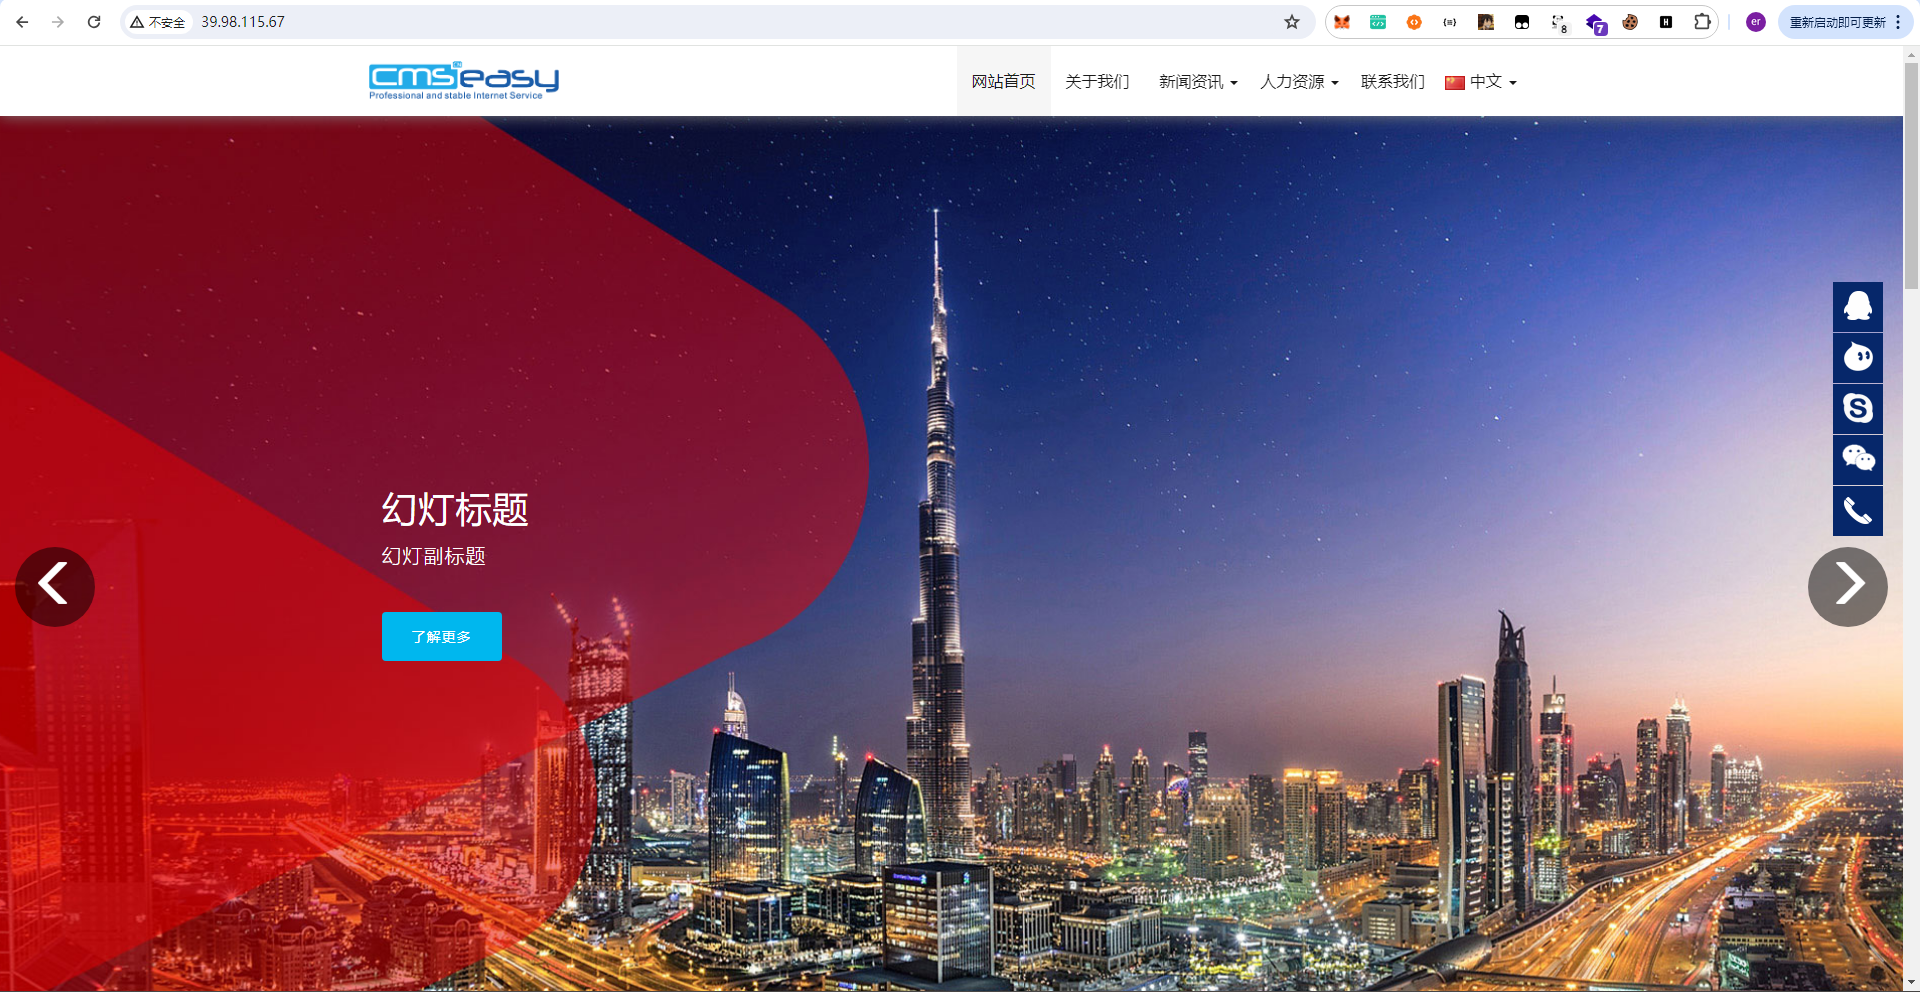 不安全 39.98.115.67
8
7
er
重新启动即可更新
cmseasy
CN
Professional and stable Internet Service
网站首页 关于我们 新闻资讯 人力资源 联系我们 中文
幻灯标题
幻灯副标题
了解更多